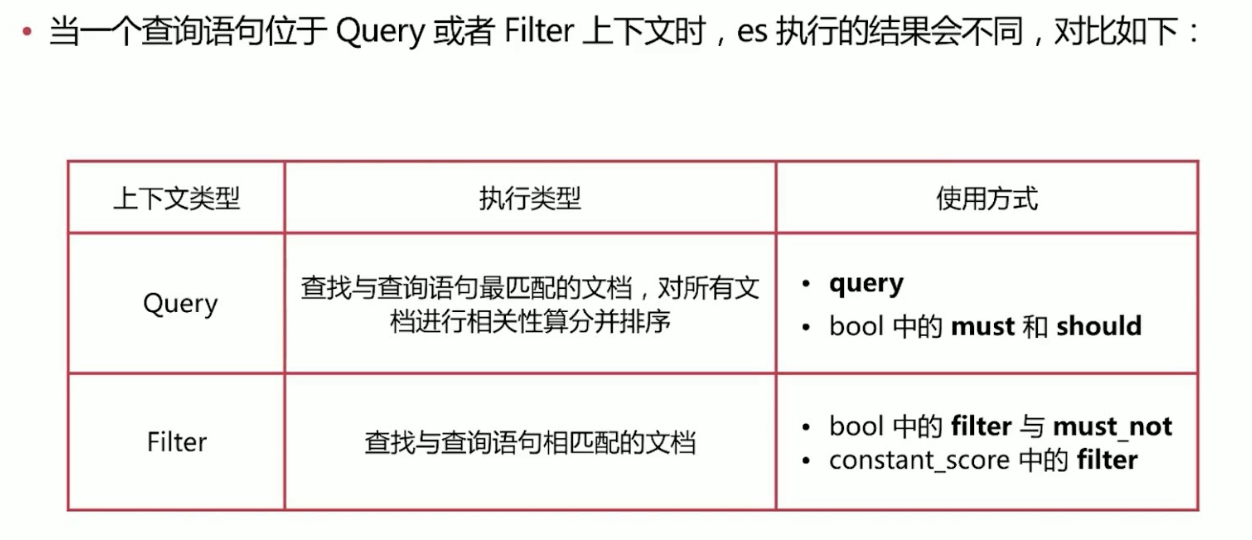 • 当一个查询语句位于 Query 或者 Filter 上下文时，es 执行的结果会不同，对比如下：
上下文类型
执行类型
使用方式
Query
查找与查询语句最匹配的文档，对所有文
档进行相关性算分并排序
• query
• bool 中的 must 和 should
Filter
查找与查询语句相匹配的文档
• bool 中的 filter 与 must_not
• constant_score 中的 filter